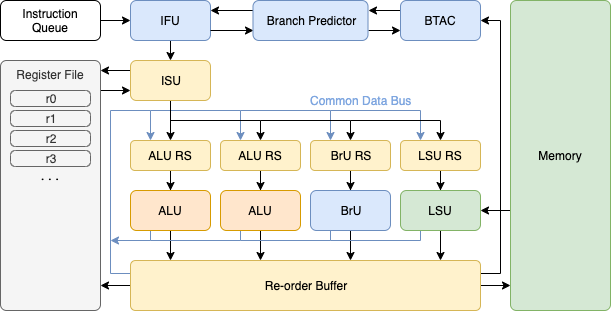 Instruction
Queue
IFU
Branch Predictor
BTAC
Register File
r0
r1
r2
r3
. . .
ISU
Common Data Bus
ALU RS
ALU RS
BrU RS
LSU RS
Memory
ALU
ALU
BrU
LSU
Re-order Buffer